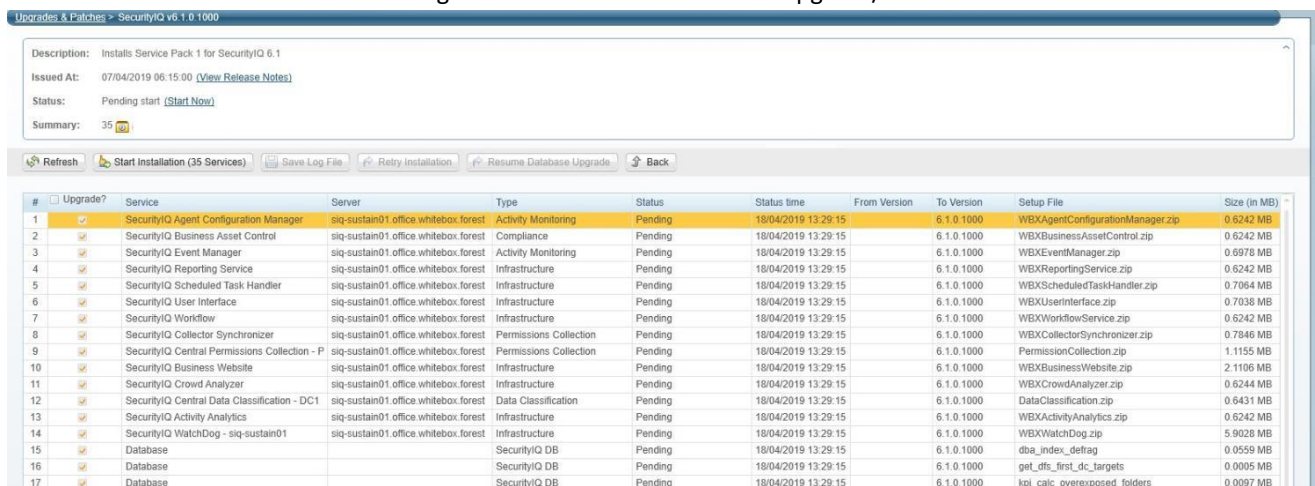 Upgrades & Patches > SecurityIQ v6.1.0.1000
Description: Installs Service Pack 1 for SecurityIQ 6.1
Issued At: 07/04/2019 06:15:00 (View Release Notes)
Status: Pending start (Start Now)
Summary: 35
Refresh Start Installation (35 Services) Save Log File Retry Installation Resume Database Upgrade Back
# Upgrade? Service Server Type Status Status time From Version To Version Setup File Size (in MB)
1 SecurityIQ Agent Configuration Manager siq-sustain01.office.whitebox.forest Activity Monitoring Pending 18/04/2019 13:29:15 6.1.0.1000 WBXAgentConfigurationManager.zip 0.6242 MB
2 SecurityIQ Business Asset Control siq-sustain01.office.whitebox.forest Compliance Pending 18/04/2019 13:29:15 6.1.0.1000 WBXBusinessAssetControl.zip 0.6242 MB
3 SecurityIQ Event Manager siq-sustain01.office.whitebox.forest Activity Monitoring Pending 18/04/2019 13:29:15 6.1.0.1000 WBXEventManager.zip 0.6978 MB
4 SecurityIQ Reporting Service siq-sustain01.office.whitebox.forest Infrastructure Pending 18/04/2019 13:29:15 6.1.0.1000 WBXReportingService.zip 0.6242 MB
5 SecurityIQ Scheduled Task Handler siq-sustain01.office.whitebox.forest Infrastructure Pending 18/04/2019 13:29:15 6.1.0.1000 WBXScheduledTaskHandler.zip 0.7064 MB
6 SecurityIQ User Interface siq-sustain01.office.whitebox.forest Infrastructure Pending 18/04/2019 13:29:15 6.1.0.1000 WBXUserInterface.zip 0.7038 MB
7 SecurityIQ Workflow siq-sustain01.office.whitebox.forest Infrastructure Pending 18/04/2019 13:29:15 6.1.0.1000 WBXWorkflowService.zip 0.6242 MB
8 SecurityIQ Collector Synchronizer siq-sustain01.office.whitebox.forest Permissions Collection Pending 18/04/2019 13:29:15 6.1.0.1000 WBXCollectorSynchronizer.zip 0.7846 MB
9 SecurityIQ Central Permissions Collection - P siq-sustain01.office.whitebox.forest Permissions Collection Pending 18/04/2019 13:29:15 6.1.0.1000 PermissionCollection.zip 1.1155 MB
10 SecurityIQ Business Website siq-sustain01.office.whitebox.forest Infrastructure Pending 18/04/2019 13:29:15 6.1.0.1000 WBXBusinessWebsite.zip 2.1106 MB
11 SecurityIQ Crowd Analyzer siq-sustain01.office.whitebox.forest Infrastructure Pending 18/04/2019 13:29:15 6.1.0.1000 WBXCrowdAnalyzer.zip 0.6244 MB
12 SecurityIQ Central Data Classification - DC1 siq-sustain01.office.whitebox.forest Data Classification Pending 18/04/2019 13:29:15 6.1.0.1000 DataClassification.zip 0.6431 MB
13 SecurityIQ Activity Analytics siq-sustain01.office.whitebox.forest Infrastructure Pending 18/04/2019 13:29:15 6.1.0.1000 WBXActivityAnalytics.zip 0.6242 MB
14 SecurityIQ WatchDog - siq-sustain01 siq-sustain01.office.whitebox.forest Infrastructure Pending 18/04/2019 13:29:15 6.1.0.1000 WBXWatchDog.zip 5.9028 MB
15 Database SecurityIQ DB Pending 18/04/2019 13:29:15 6.1.0.1000 dba_index_defrag 0.0559 MB
16 Database SecurityIQ DB Pending 18/04/2019 13:29:15 6.1.0.1000 get_dfs_first_dc_targets 0.0005 MB
17 Database SecurityIQ DB Pending 18/04/2019 13:29:15 6.1.0.1000 kpi_calc_overexposed_folders 0.0097 MB